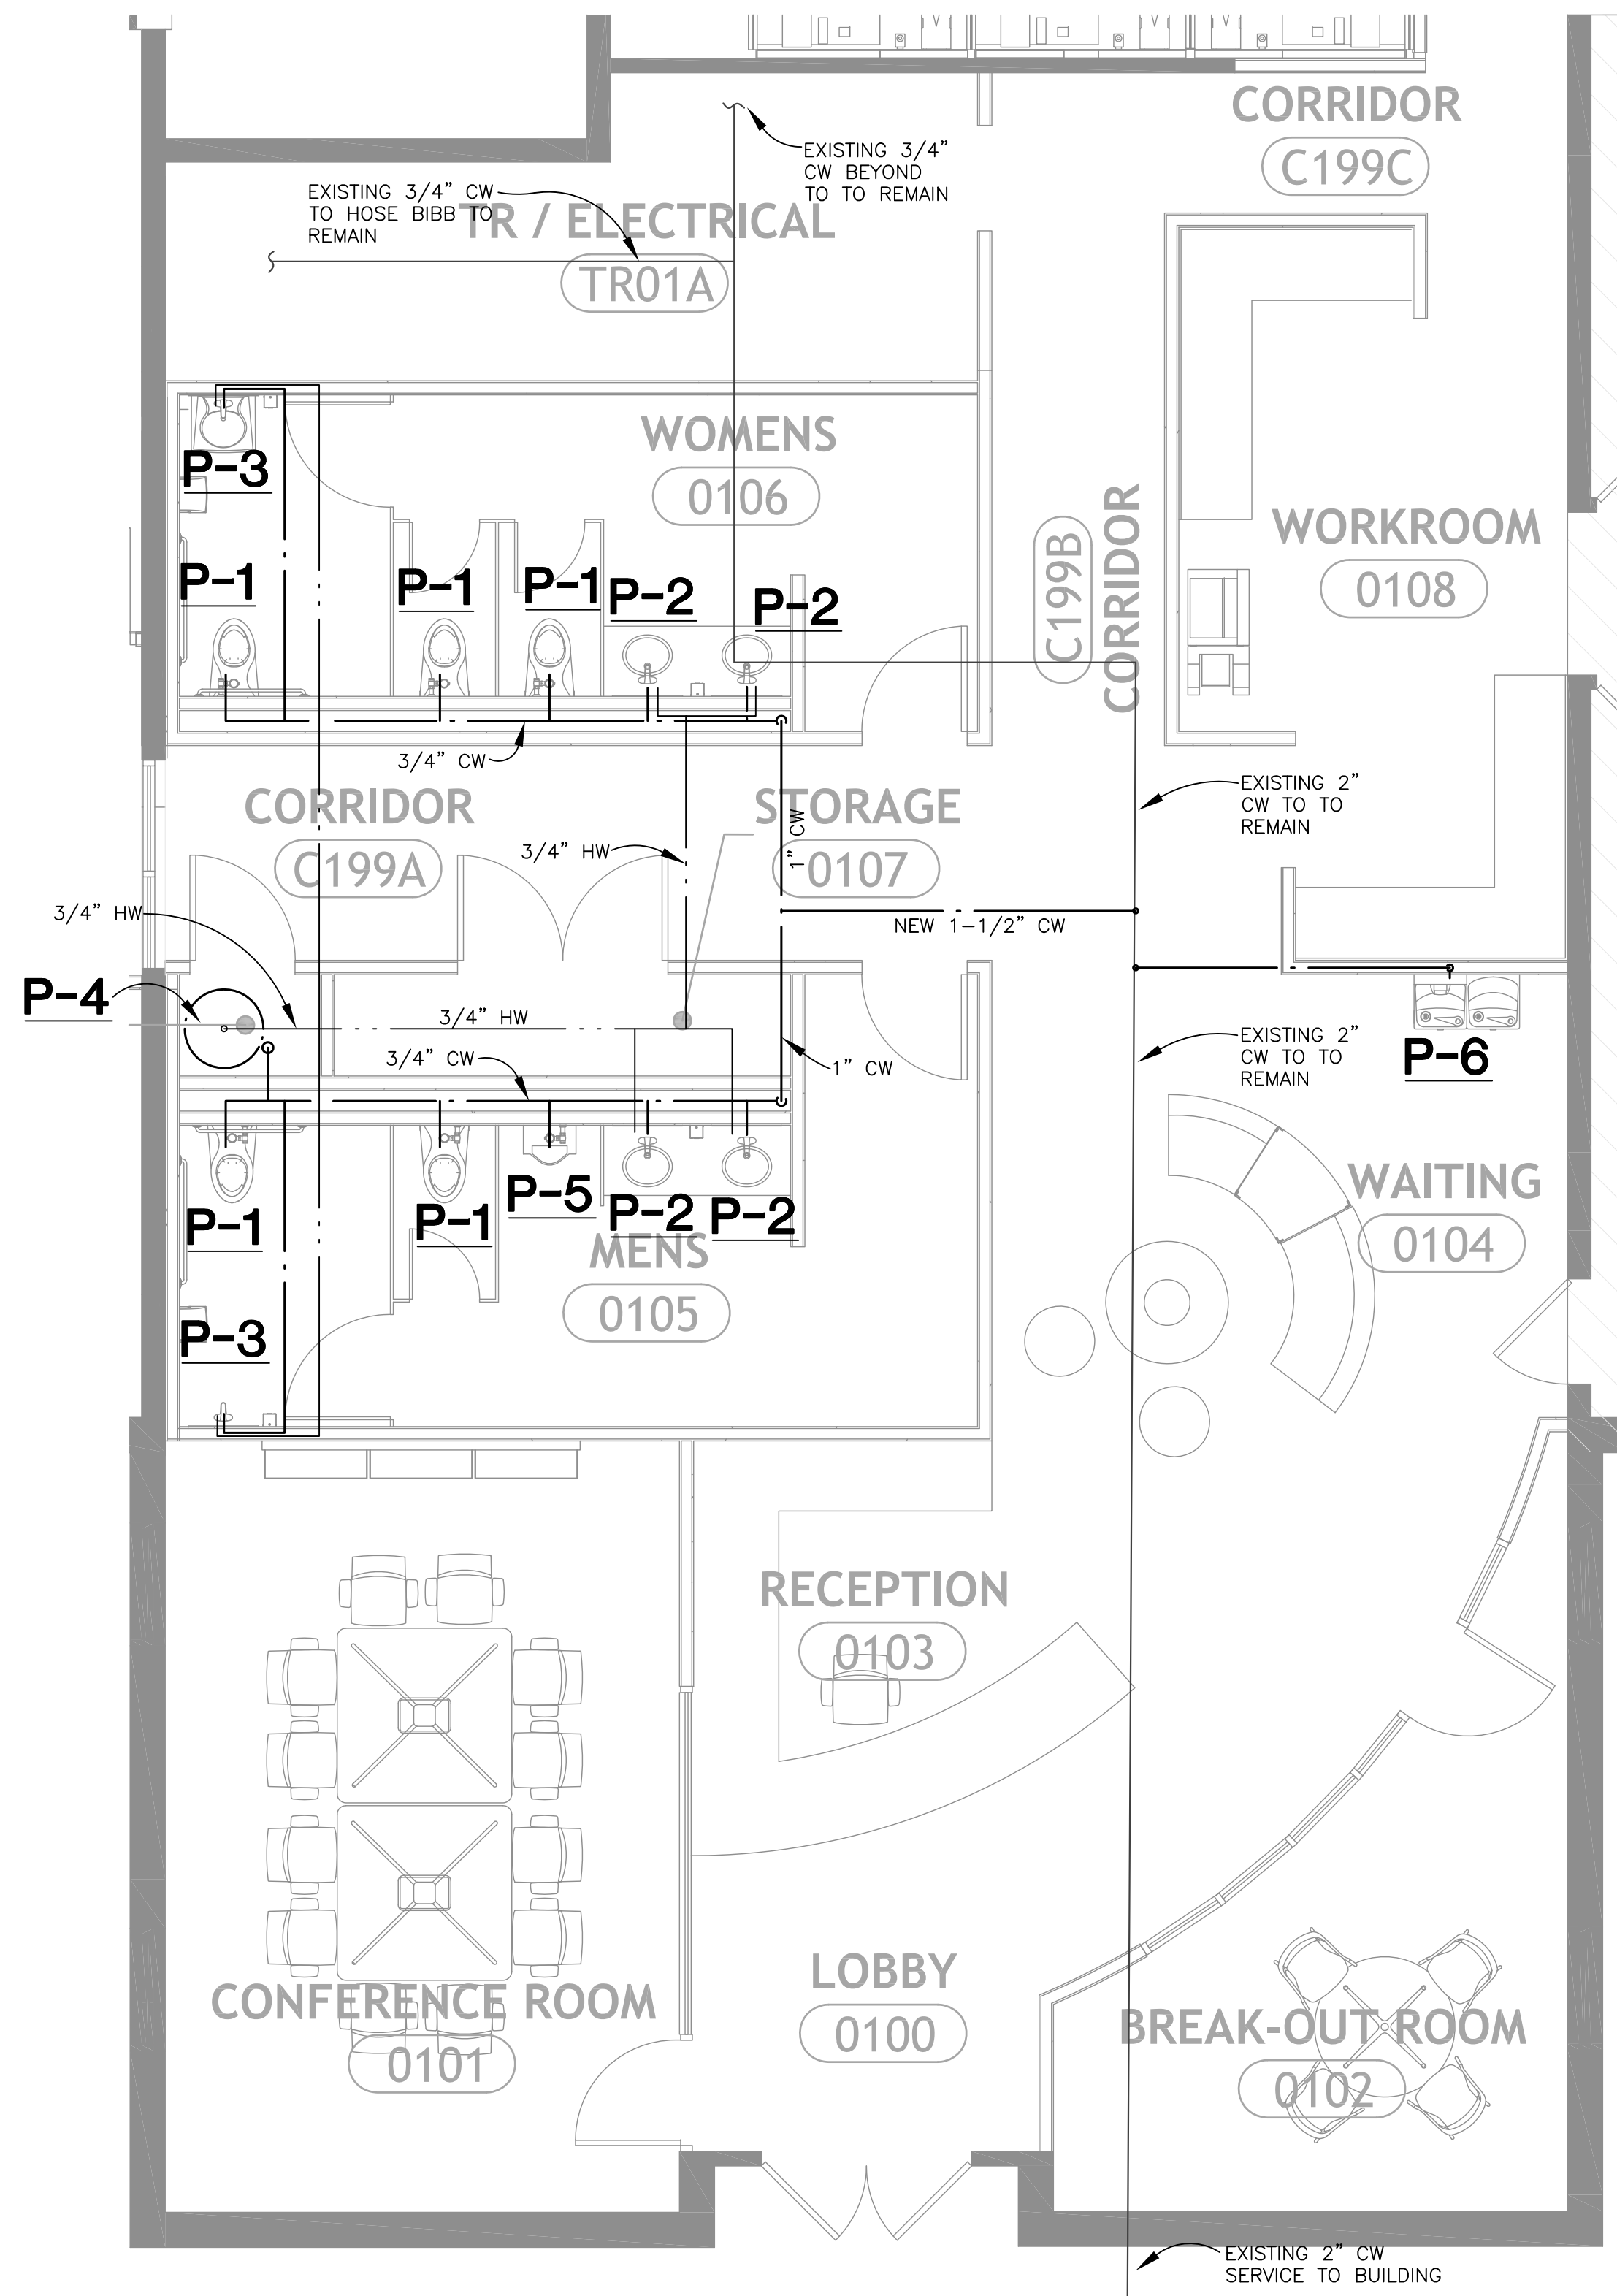 CORRIDOR
C199C
EXISTING 3/4"
CW BEYOND
TO TO REMAIN
EXISTING 3/4" CW
TO HOSE BIBB TO
REMAIN
TR / ELECTRICAL
TR01A
WOMENS
0106
P-3
P-1
P-1
P-1
P-2
P-2
C199B
CORRIDOR
WORKROOM
0108
3/4" CW
CORRIDOR
C199A
STORAGE
0107
1" CW
3/4" HW
EXISTING 2"
CW TO TO
REMAIN
3/4" HW
NEW 1-1/2" CW
P-4
3/4" HW
3/4" CW
1" CW
EXISTING 2"
CW TO TO
REMAIN
P-6
P-1
P-1
P-5
P-2
P-2
MENS
0105
P-3
WAITING
0104
RECEPTION
0103
CONFERENCE ROOM
0101
LOBBY
0100
BREAK-OUT ROOM
0102
EXISTING 2" CW
SERVICE TO BUILDING